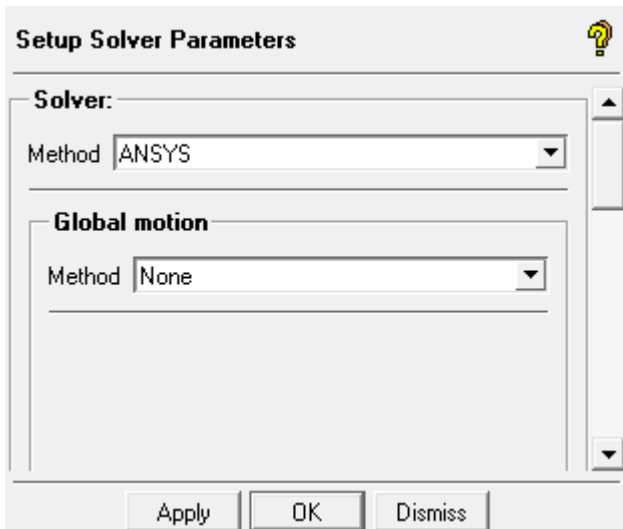 Setup Solver Parameters
Solver:
Method ANSYS
Global motion
Method None
Apply OK Dismiss